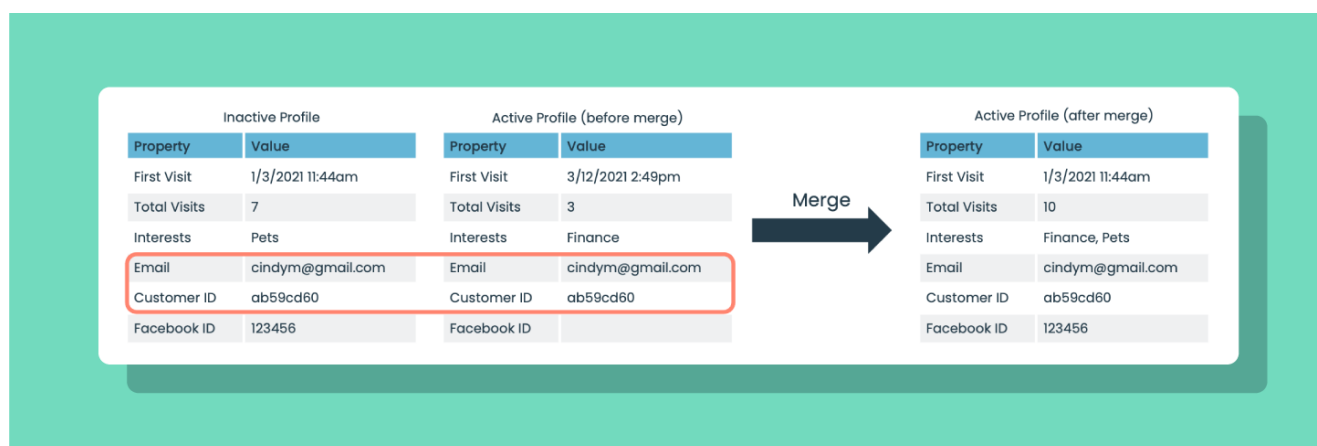 Inactive Profile
Property Value
First Visit 1/3/2021 11:44am
Total Visits 7
Interests Pets
Email cindym@gmail.com
Customer ID ab59cd60
Facebook ID 123456
Active Profile (before merge)
Property Value
First Visit 3/12/2021 2:49pm
Total Visits 3
Interests Finance
Email cindym@gmail.com
Customer ID ab59cd60
Facebook ID
Merge
Active Profile (after merge)
Property Value
First Visit 1/3/2021 11:44am
Total Visits 10
Interests Finance, Pets
Email cindym@gmail.com
Customer ID ab59cd60
Facebook ID 123456